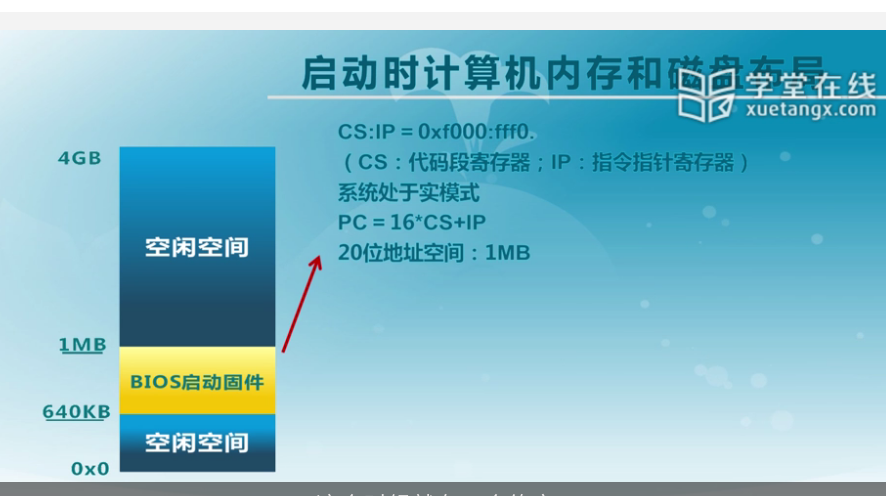 启动时计算机内存和磁盘布局
学堂在线
xuetangx.com
CS:IP = 0xf000:fff0.
（CS：代码段寄存器；IP：指令指针寄存器）
系统处于实模式
PC = 16*CS+IP
20位地址空间：1MB
4GB
空闲空间
1MB
BIOS启动固件
640KB
空闲空间
0x0